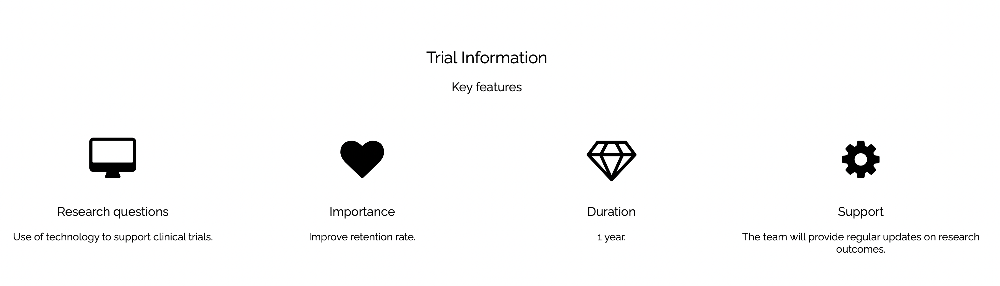 Trial Information
Key features
Research questions
Use of technology to support clinical trials.
Importance
Improve retention rate.
Duration
1 year.
Support
The team will provide regular updates on research
outcomes.